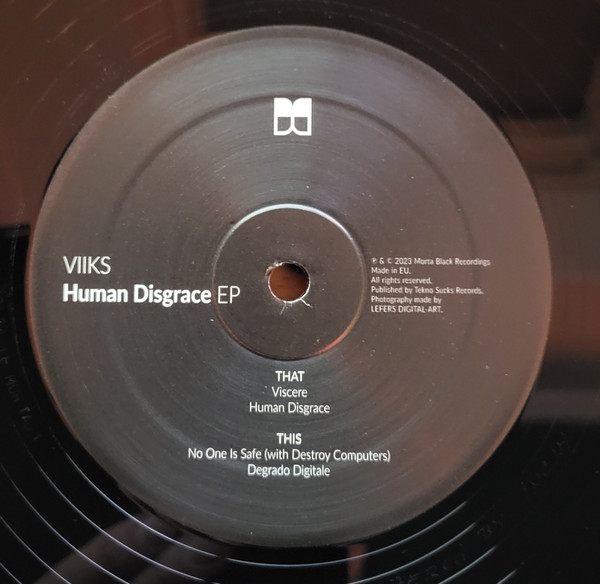 VIIKS
Human Disgrace EP
℗ & © 2023 Morta Black Recordings
Made in EU.
All rights reserved.
Published by Tekno Sucks Records.
Photography made by
LEFERS DIGITAL ART.
THAT
Viscere
Human Disgrace
THIS
No One Is Safe (with Destroy Computers)
Degrado Digitale